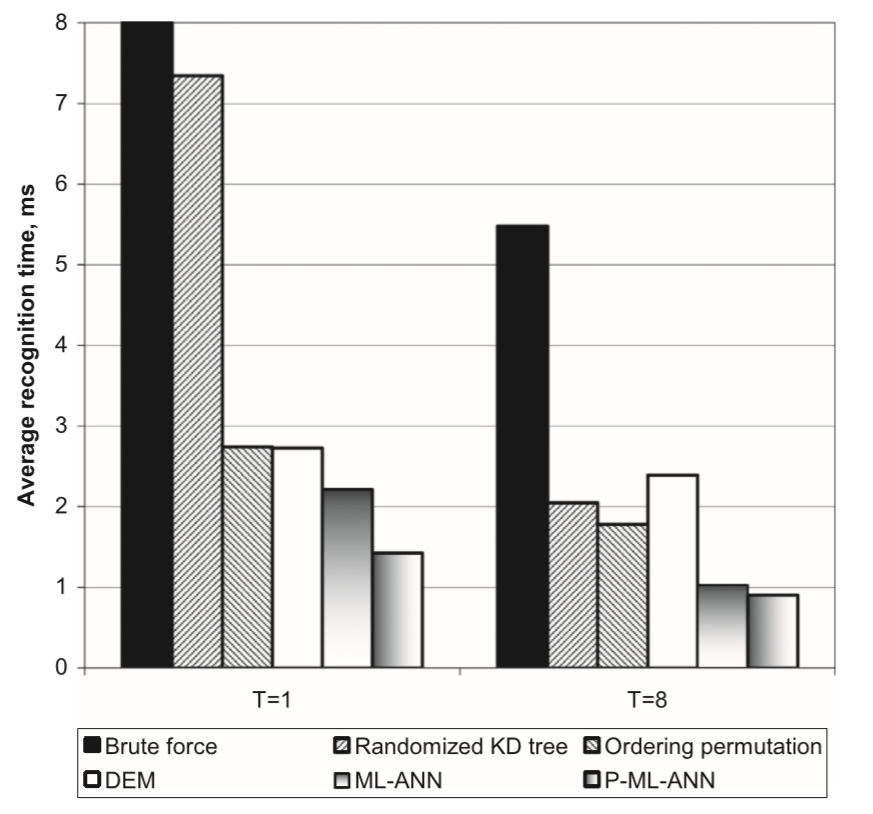 8
7
6
5
4
3
2
1
0
Average recognition time, ms
T=1 T=8
Brute force Randomized KD tree Ordering permutation
DEM ML-ANN P-ML-ANN